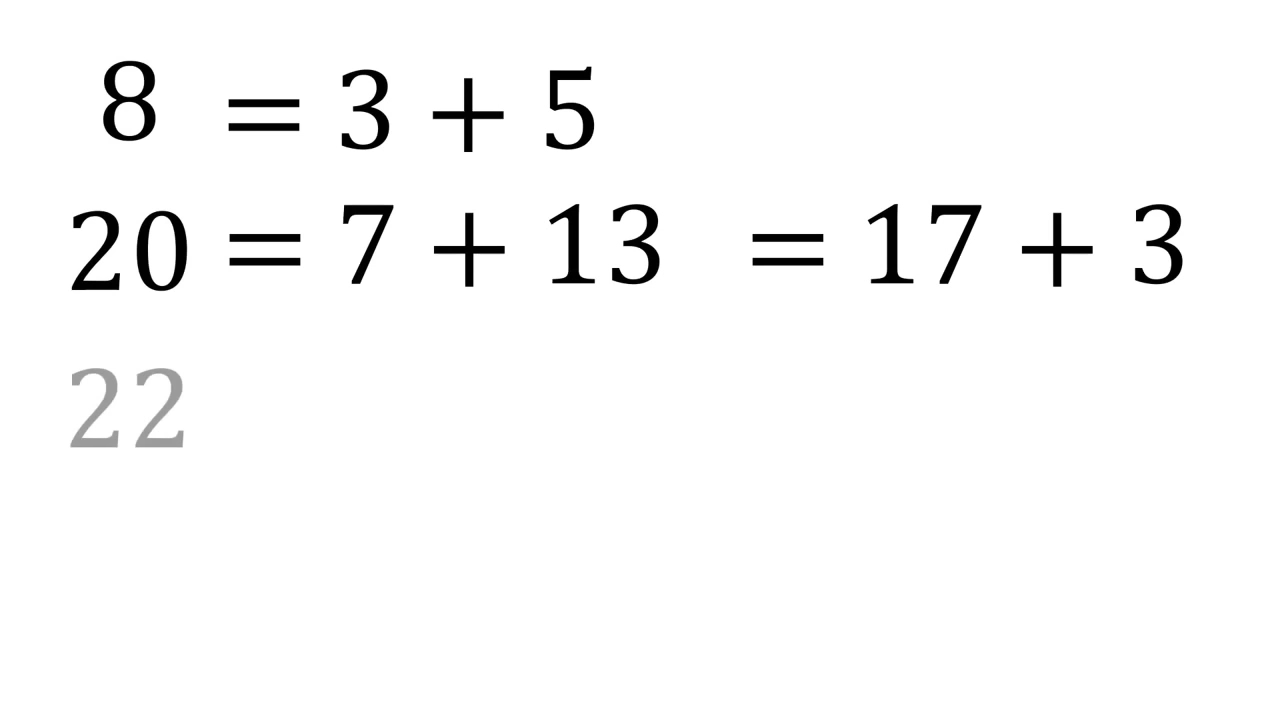 8 = 3 + 5
20 = 7 + 13 = 17 + 3
22